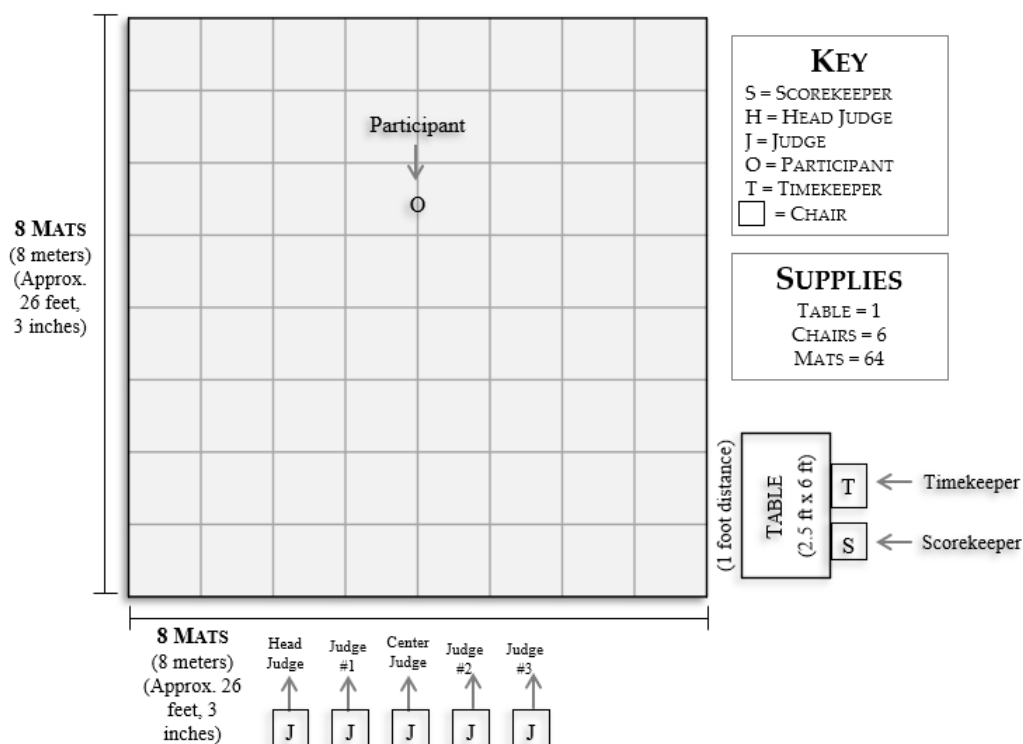 Participant
O
8 MATS
(8 meters)
(Approx.
26 feet,
3 inches)
KEY
S = SCOREKEEPER
H = HEAD JUDGE
J = JUDGE
O = PARTICIPANT
T = TIMEKEEPER
= CHAIR
SUPPLIES
TABLE = 1
CHAIRS = 6
MATS = 64
(1 foot distance)
TABLE
(2.5 ft x 6 ft)
T
Timekeeper
S
Scorekeeper
8 MATS
(8 meters)
(Approx. 26
feet, 3
inches)
Head
Judge
Judge
#1
Center
Judge
Judge
#2
Judge
#3
J
J
J
J
J